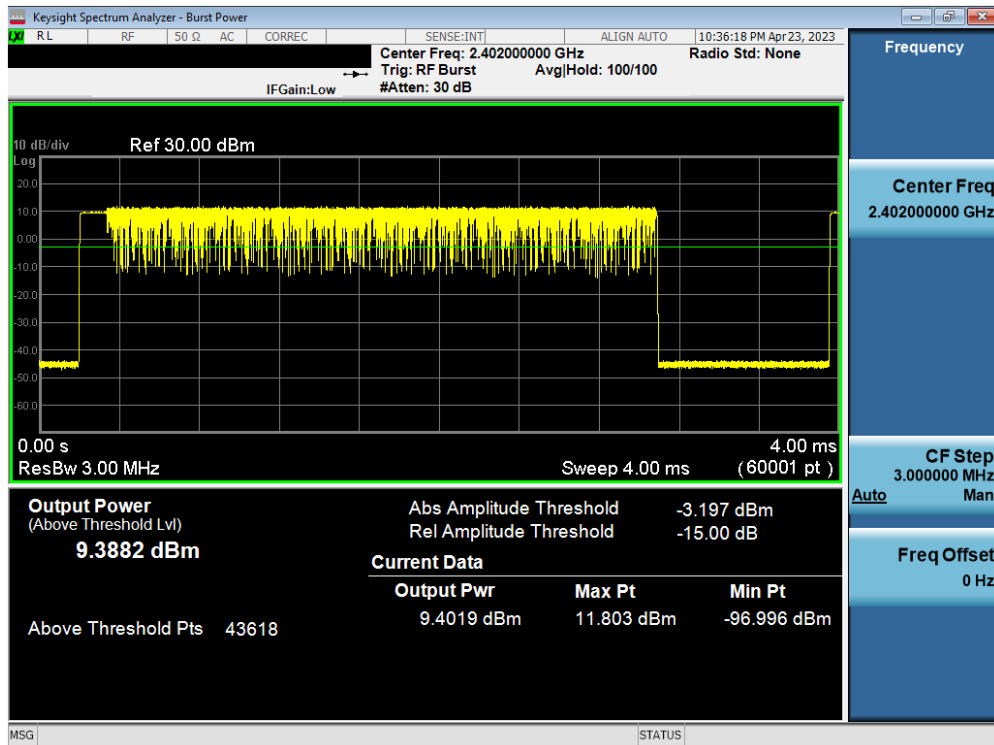 Keysight Spectrum Analyzer - Burst Power
LXI RL RF 50 Ω AC CORREC SENSE:INT ALIGN AUTO 10:36:18 PM Apr 23, 2023
Center Freq: 2.402000000 GHz Radio Std: None
Trig: RF Burst Avg|Hold: 100/100
IFGain:Low #Atten: 30 dB
Frequency
10 dB/div Ref 30.00 dBm
Log
20.0
10.0
0.00
-10.0
-20.0
-30.0
-40.0
-50.0
-60.0
0.00 s 4.00 ms
ResBw 3.00 MHz Sweep 4.00 ms (60001 pt)
Center Freq
2.402000000 GHz
CF Step
3.000000 MHz
Auto Man
Freq Offset
0 Hz
Output Power
(Above Threshold Lvl)
9.3882 dBm
Above Threshold Pts 43618
Abs Amplitude Threshold -3.197 dBm
Rel Amplitude Threshold -15.00 dB
Current Data
Output Pwr Max Pt Min Pt
9.4019 dBm 11.803 dBm -96.996 dBm
MSG STATUS